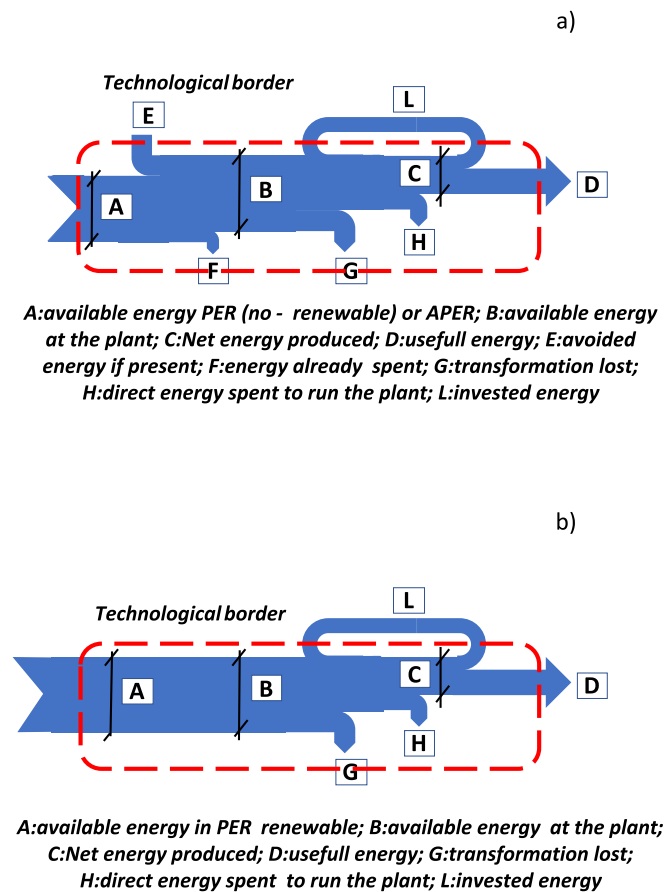 a)
Technological border
E
L
A
B
C
D
F
G
H
A:available energy PER (no - renewable) or APER; B:available energy
at the plant; C:Net energy produced; D:usefull energy; E:avoided
energy if present; F:energy already spent; G:transformation lost;
H:direct energy spent to run the plant; L:invested energy
b)
Technological border
L
A
B
C
D
G
H
A:available energy in PER renewable; B:available energy at the plant;
C:Net energy produced; D:usefull energy; G:transformation lost;
H:direct energy spent to run the plant; L:invested energy